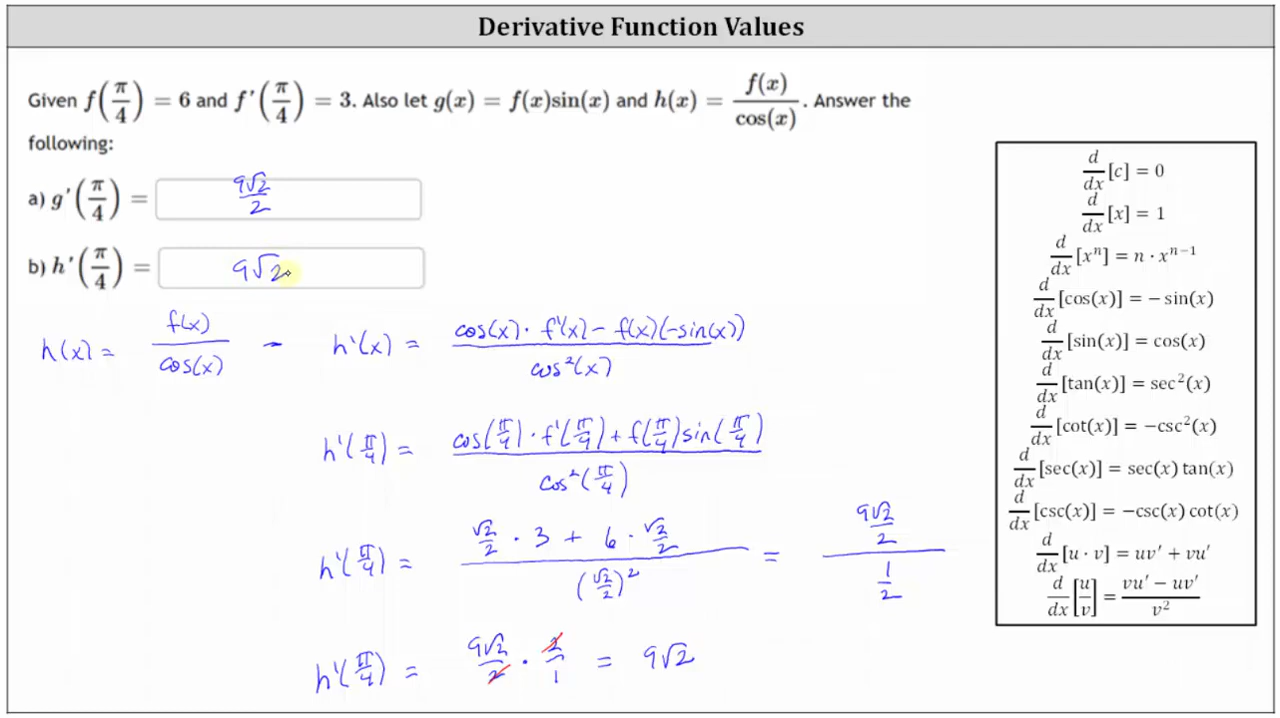 Derivative Function Values
Given f(π/4) = 6 and f'(π/4) = 3. Also let g(x) = f(x)sin(x) and h(x) = f(x)/cos(x). Answer the
following:
a) g'(π/4) = 9√2/2
b) h'(π/4) = 9√2
h(x) = f(x)/cos(x) - h'(x) = (cos(x) · f'(x) - f(x)(-sin(x)))/cos²(x)
h'(π/4) = (cos(π/4) · f'(π/4) + f(π/4)sin(π/4))/cos²(π/4)
h'(π/4) = (√2/2 · 3 + 6 · √2/2)/(√2/2)² = (9√2/2)/(1/2)
h'(π/4) = 9√2/2 · 2/1 = 9√2
d/dx [c] = 0
d/dx [x] = 1
d/dx [xⁿ] = n · xⁿ⁻¹
d/dx [cos(x)] = − sin(x)
d/dx [sin(x)] = cos(x)
d/dx [tan(x)] = sec²(x)
d/dx [cot(x)] = −csc²(x)
d/dx [sec(x)] = sec(x) tan(x)
d/dx [csc(x)] = −csc(x) cot(x)
d/dx [u · v] = uv' + vu'
d/dx [u/v] = (vu' − uv')/v²